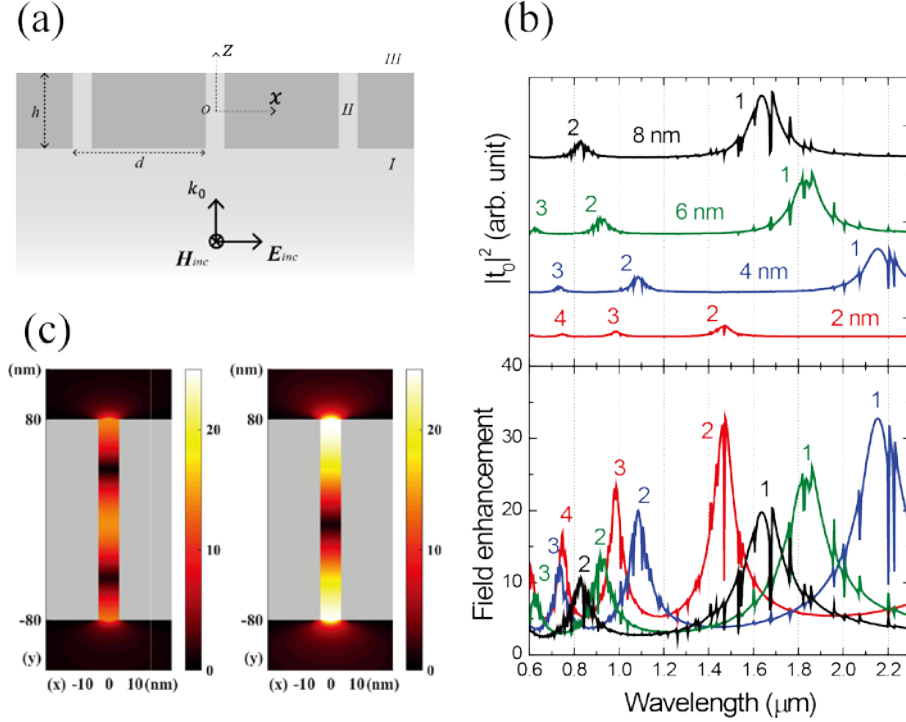 (a)
z
III
h
O
x
II
d
I
k₀
H inc
E inc
(b)
|t₀|² (arb. unit)
1
2
8 nm
1
3
2
6 nm
1
3
2
4 nm
4
3
2
2 nm
Field enhancement
40
30
20
10
0
1
2
3
1
2
1
4
3
2
3
2
0.6 0.8 1.0 1.2 1.4 1.6 1.8 2.0 2.2
Wavelength (μm)
(c)
(nm)
80
-80
(y)
(x) -10 0 10(nm)
20
10
0
(nm)
80
-80
(y)
(x) -10 0 10(nm)
20
10
0